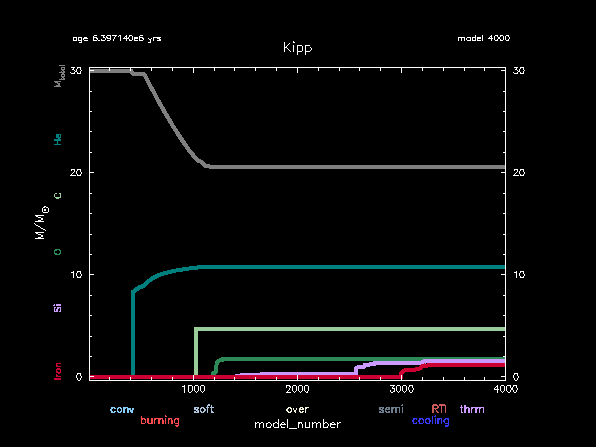 age 6.397140e6 yrs
model 4000
Kipp
M_total
He
C
O
Si
Iron
M/M⊙
30
20
10
0
30
20
10
0
1000 2000 3000 4000
conv soft over semi RTI thrm
burning cooling
model_number